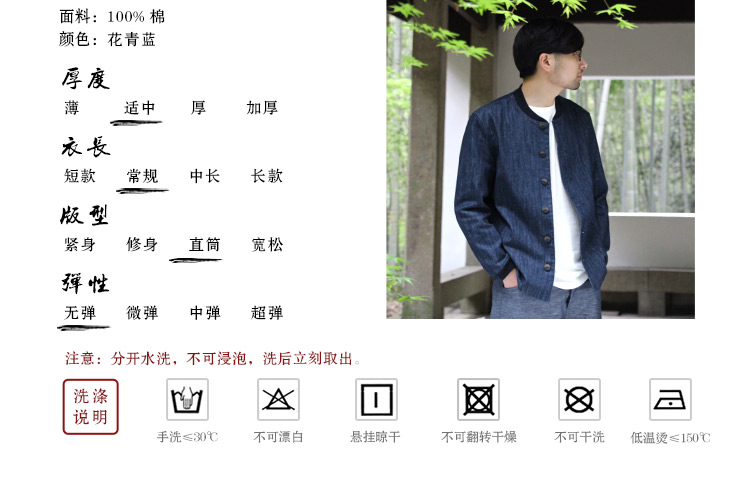 面料：100% 棉
颜色：花青蓝
厚度
薄 适中 厚 加厚
衣長
短款 常规 中长 长款
版型
紧身 修身 直筒 宽松
弹性
无弹 微弹 中弹 超弹
注意：分开水洗，不可浸泡，洗后立刻取出。
洗涤
说明
手洗≤30℃ 不可漂白 悬挂晾干 不可翻转干燥 不可干洗 低温烫≤150℃